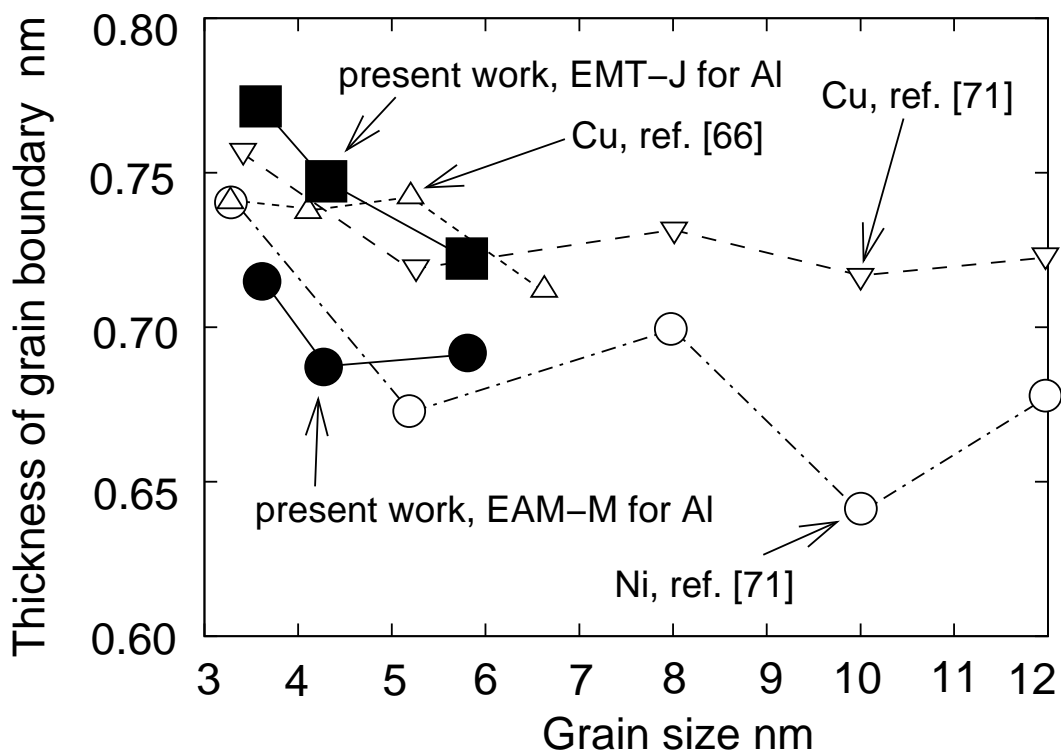 0.80
0.75
0.70
0.65
0.60
Thickness of grain boundary nm
present work, EMT−J for Al
Cu, ref. [66]
Cu, ref. [71]
present work, EAM−M for Al
Ni, ref. [71]
3 4 5 6 7 8 9 10 11 12
Grain size nm